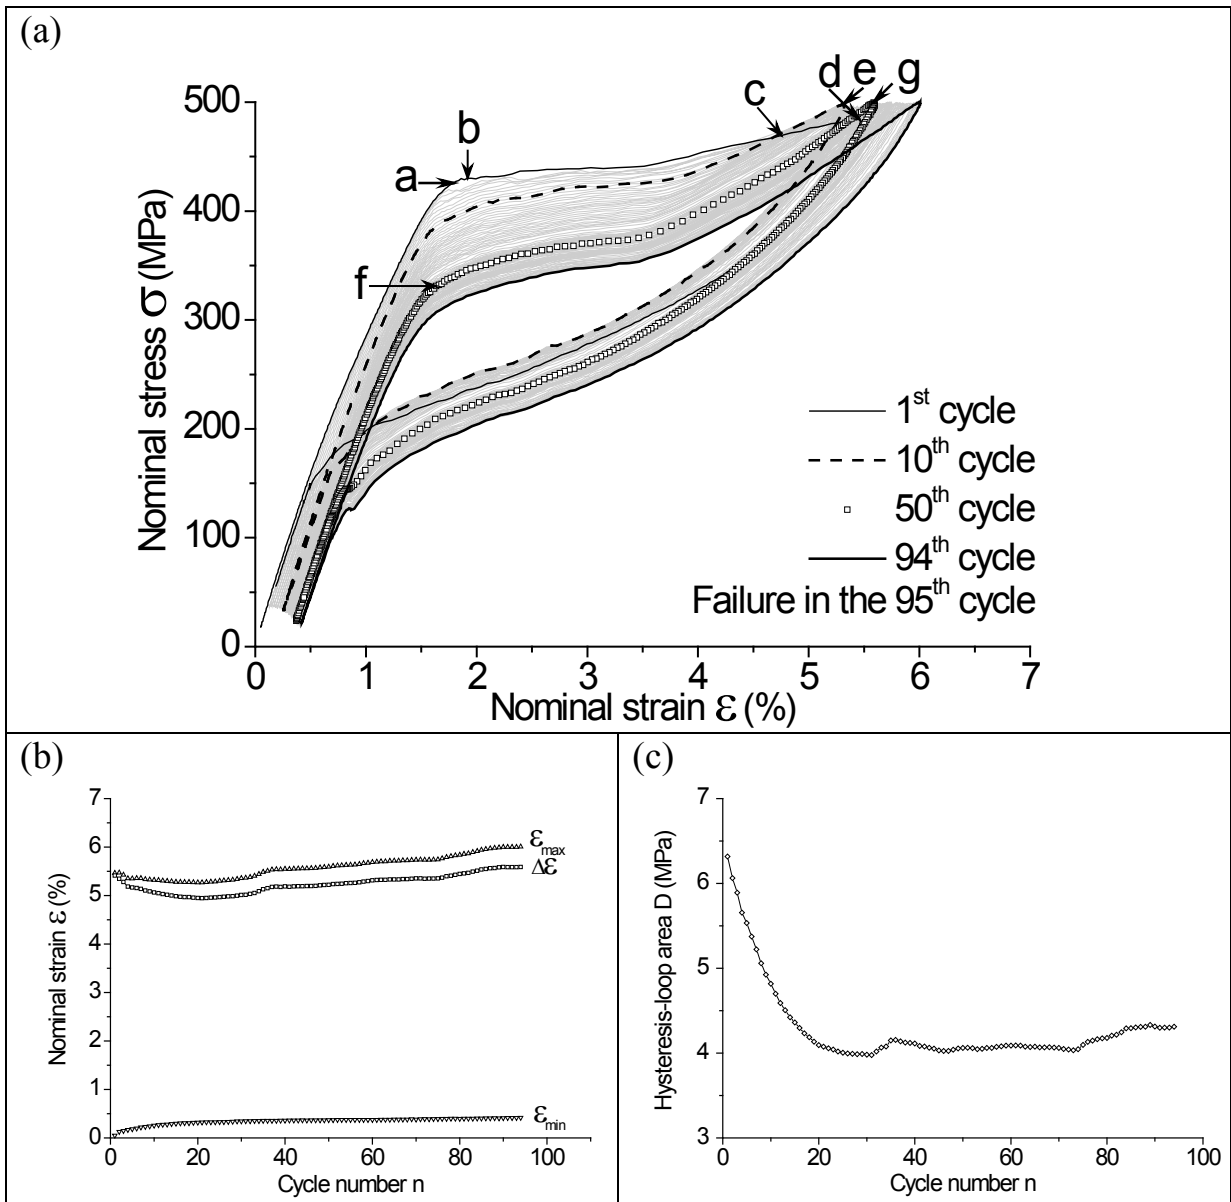 (a)
a
b
c
d
e
g
f
500
400
300
200
100
0
Nominal stress σ (MPa)
1st cycle
10th cycle
50th cycle
94th cycle
Failure in the 95th cycle
0 1 2 3 4 5 6 7
Nominal strain ε (%)
(b)
7
6
5
4
3
2
1
0
Nominal strain ε (%)
εmax
Δε
εmin
0 20 40 60 80 100
Cycle number n
(c)
7
6
5
4
3
Hysteresis-loop area D (MPa)
0 20 40 60 80 100
Cycle number n